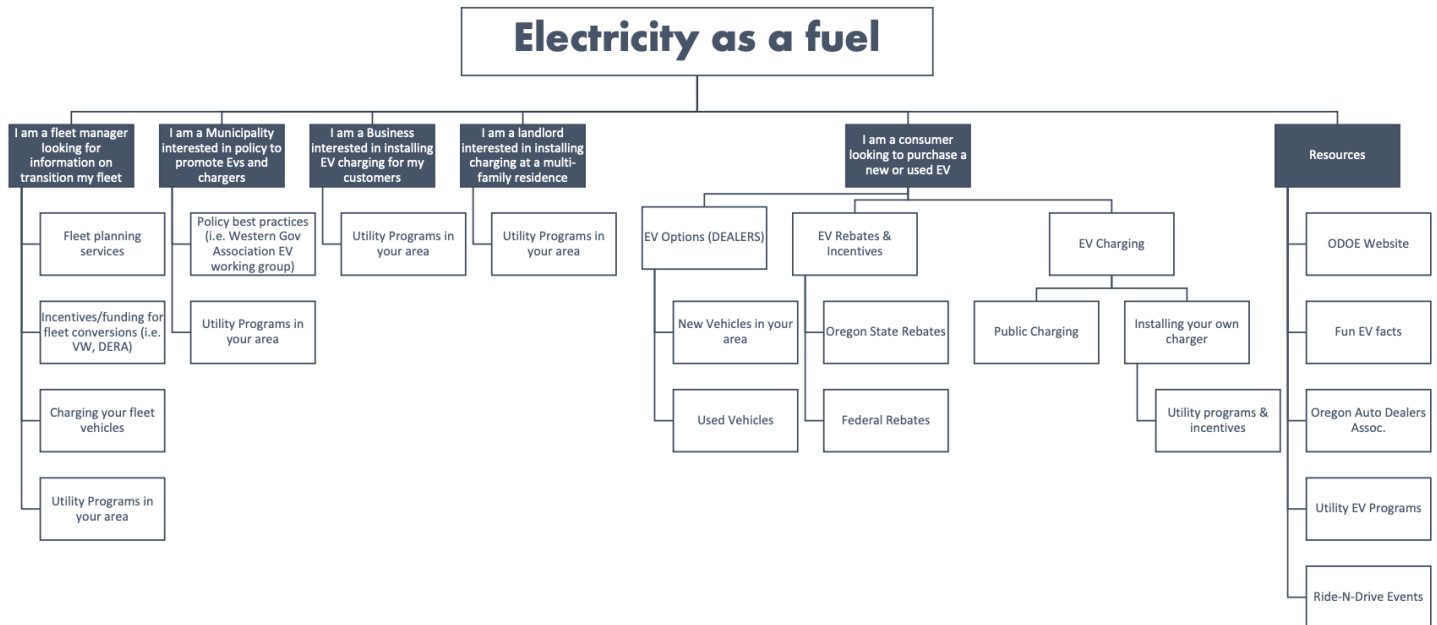 Electricity as a fuel
I am a fleet manager
looking for
information on
transition my fleet
Fleet planning
services
Incentives/funding for
fleet conversions (i.e.
VW, DERA)
Charging your fleet
vehicles
Utility Programs in
your area
I am a Municipality
interested in policy to
promote Evs and
chargers
Policy best practices
(i.e. Western Gov
Association EV
working group)
Utility Programs in
your area
I am a Business
interested in installing
EV charging for my
customers
Utility Programs in
your area
I am a landlord
interested in installing
charging at a multi-
family residence
Utility Programs in
your area
I am a consumer
looking to purchase a
new or used EV
EV Options (DEALERS)
New Vehicles in your
area
Used Vehicles
EV Rebates &
Incentives
Oregon State Rebates
Federal Rebates
EV Charging
Public Charging
Installing your own
charger
Utility programs &
incentives
Resources
ODOE Website
Fun EV facts
Oregon Auto Dealers
Assoc.
Utility EV Programs
Ride-N-Drive Events